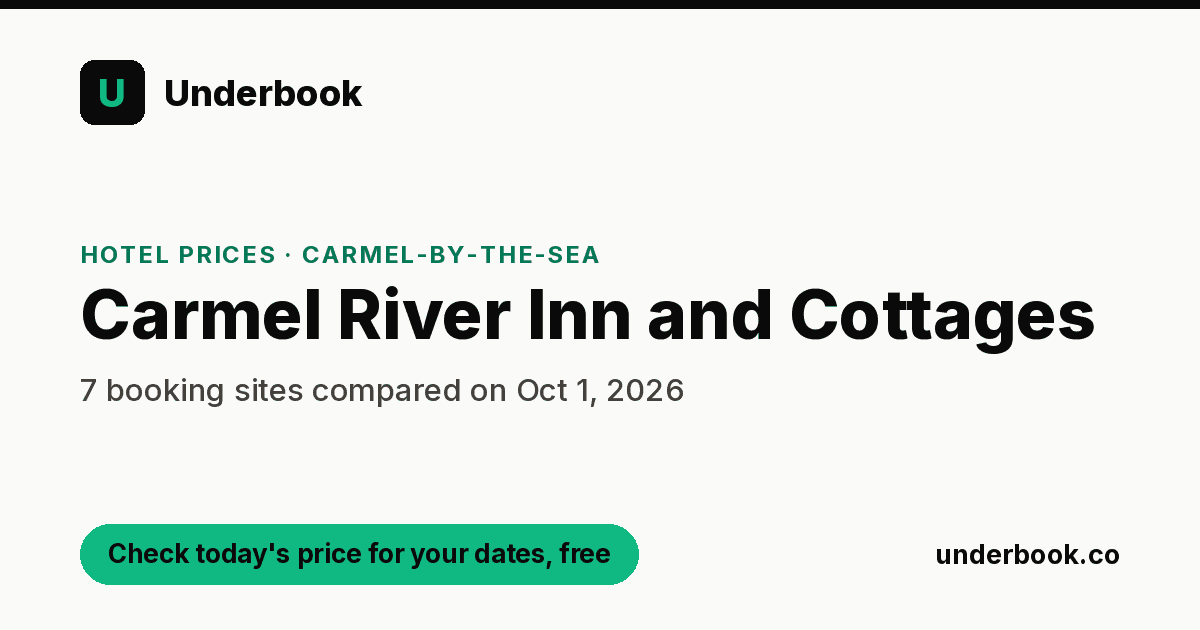 U Underbook
HOTEL PRICES · CARMEL-BY-THE-SEA
Carmel River Inn and Cottages
7 booking sites compared on Oct 1, 2026
Check today's price for your dates, free
underbook.co